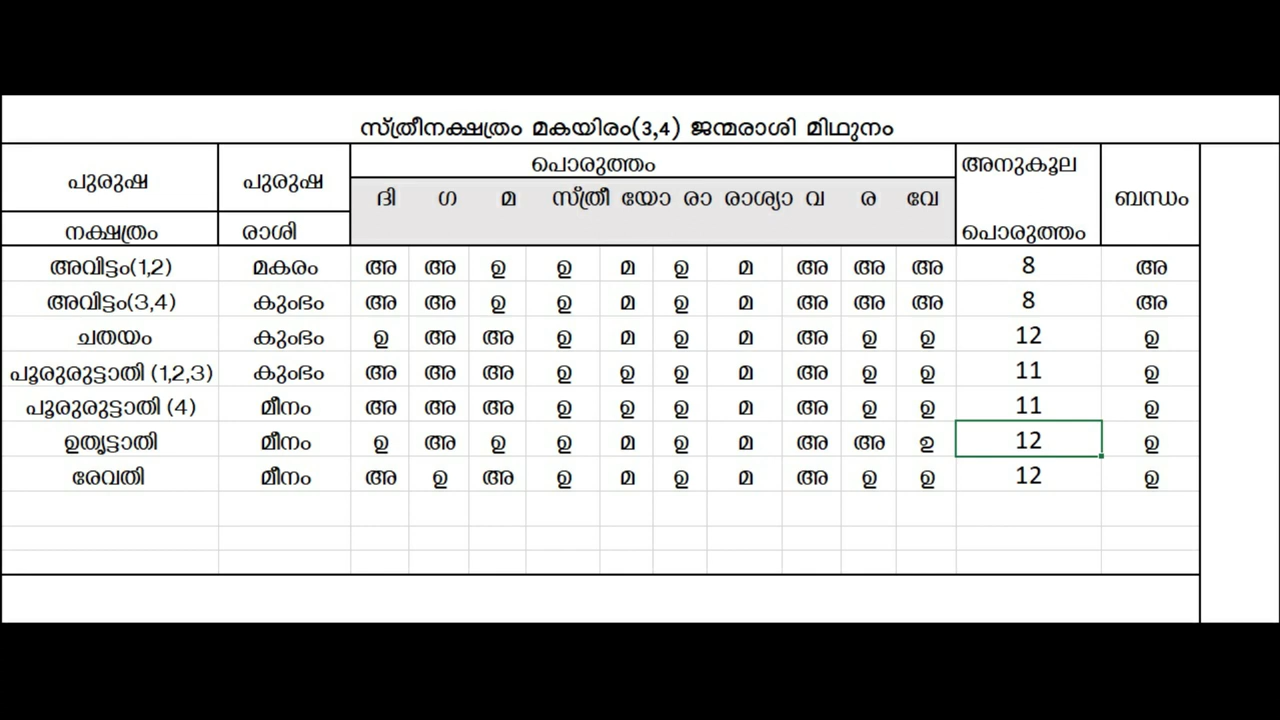 സ്ത്രീനക്ഷത്രം മകയിരം(3,4) ജന്മരാശി മിഥുനം
പുരുഷ പുരുഷ പൊരുത്തം അനുകൂല ബന്ധം
ദി ഗ മ സ്ത്രീ യോ രാ രാശ്യാ വ ര വേ
നക്ഷത്രം രാശി പൊരുത്തം
അവിട്ടം(1,2) മകരം അ അ ഉ ഉ മ ഉ മ അ അ അ 8 അ
അവിട്ടം(3,4) കുംഭം അ അ ഉ ഉ മ ഉ മ അ അ അ 8 അ
ചതയം കുംഭം ഉ അ അ ഉ മ ഉ മ അ ഉ ഉ 12 ഉ
പൂരുരുട്ടാതി (1,2,3) കുംഭം അ അ അ ഉ ഉ ഉ മ അ ഉ ഉ 11 ഉ
പൂരുരുട്ടാതി (4) മീനം അ അ അ ഉ ഉ ഉ മ അ ഉ ഉ 11 ഉ
ഉതൃട്ടാതി മീനം ഉ അ ഉ ഉ മ ഉ മ അ അ ഉ 12 ഉ
രേവതി മീനം അ ഉ അ ഉ മ ഉ മ അ ഉ ഉ 12 ഉ